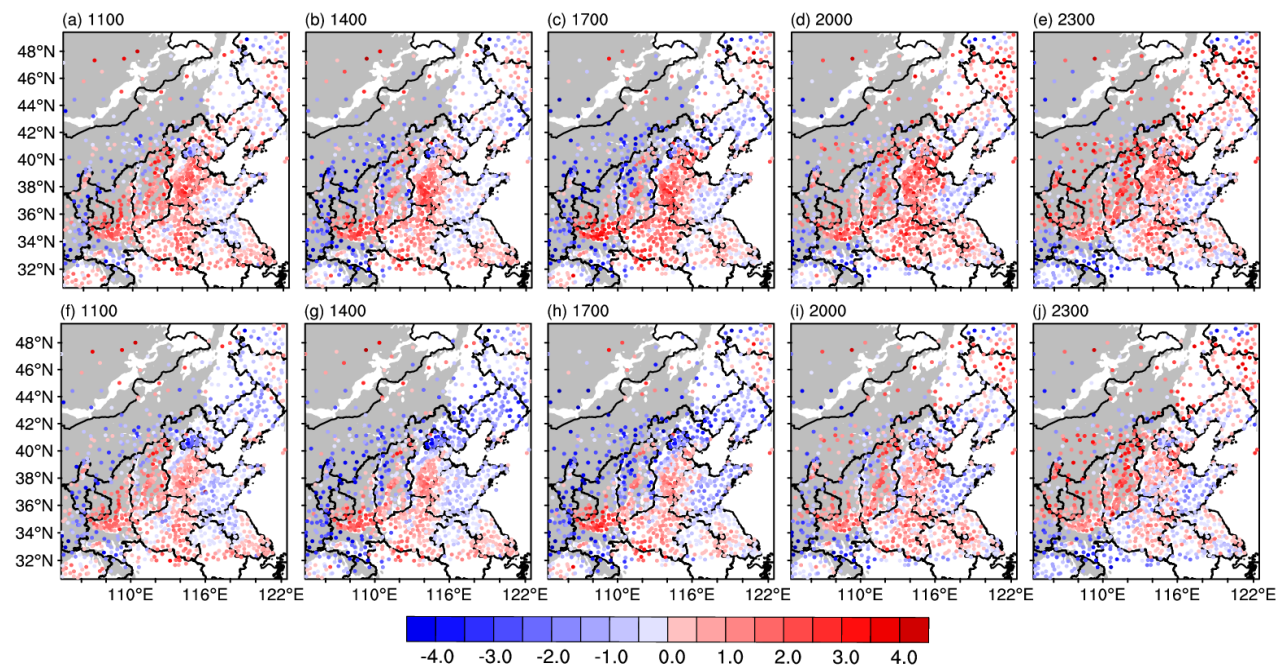 (a) 1100 (b) 1400 (c) 1700 (d) 2000 (e) 2300
48°N
46°N
44°N
42°N
40°N
38°N
36°N
34°N
32°N
(f) 1100 (g) 1400 (h) 1700 (i) 2000 (j) 2300
48°N
46°N
44°N
42°N
40°N
38°N
36°N
34°N
32°N
110°E 116°E 122°E 110°E 116°E 122°E 110°E 116°E 122°E 110°E 116°E 122°E 110°E 116°E 122°E
-4.0 -3.0 -2.0 -1.0 0.0 1.0 2.0 3.0 4.0